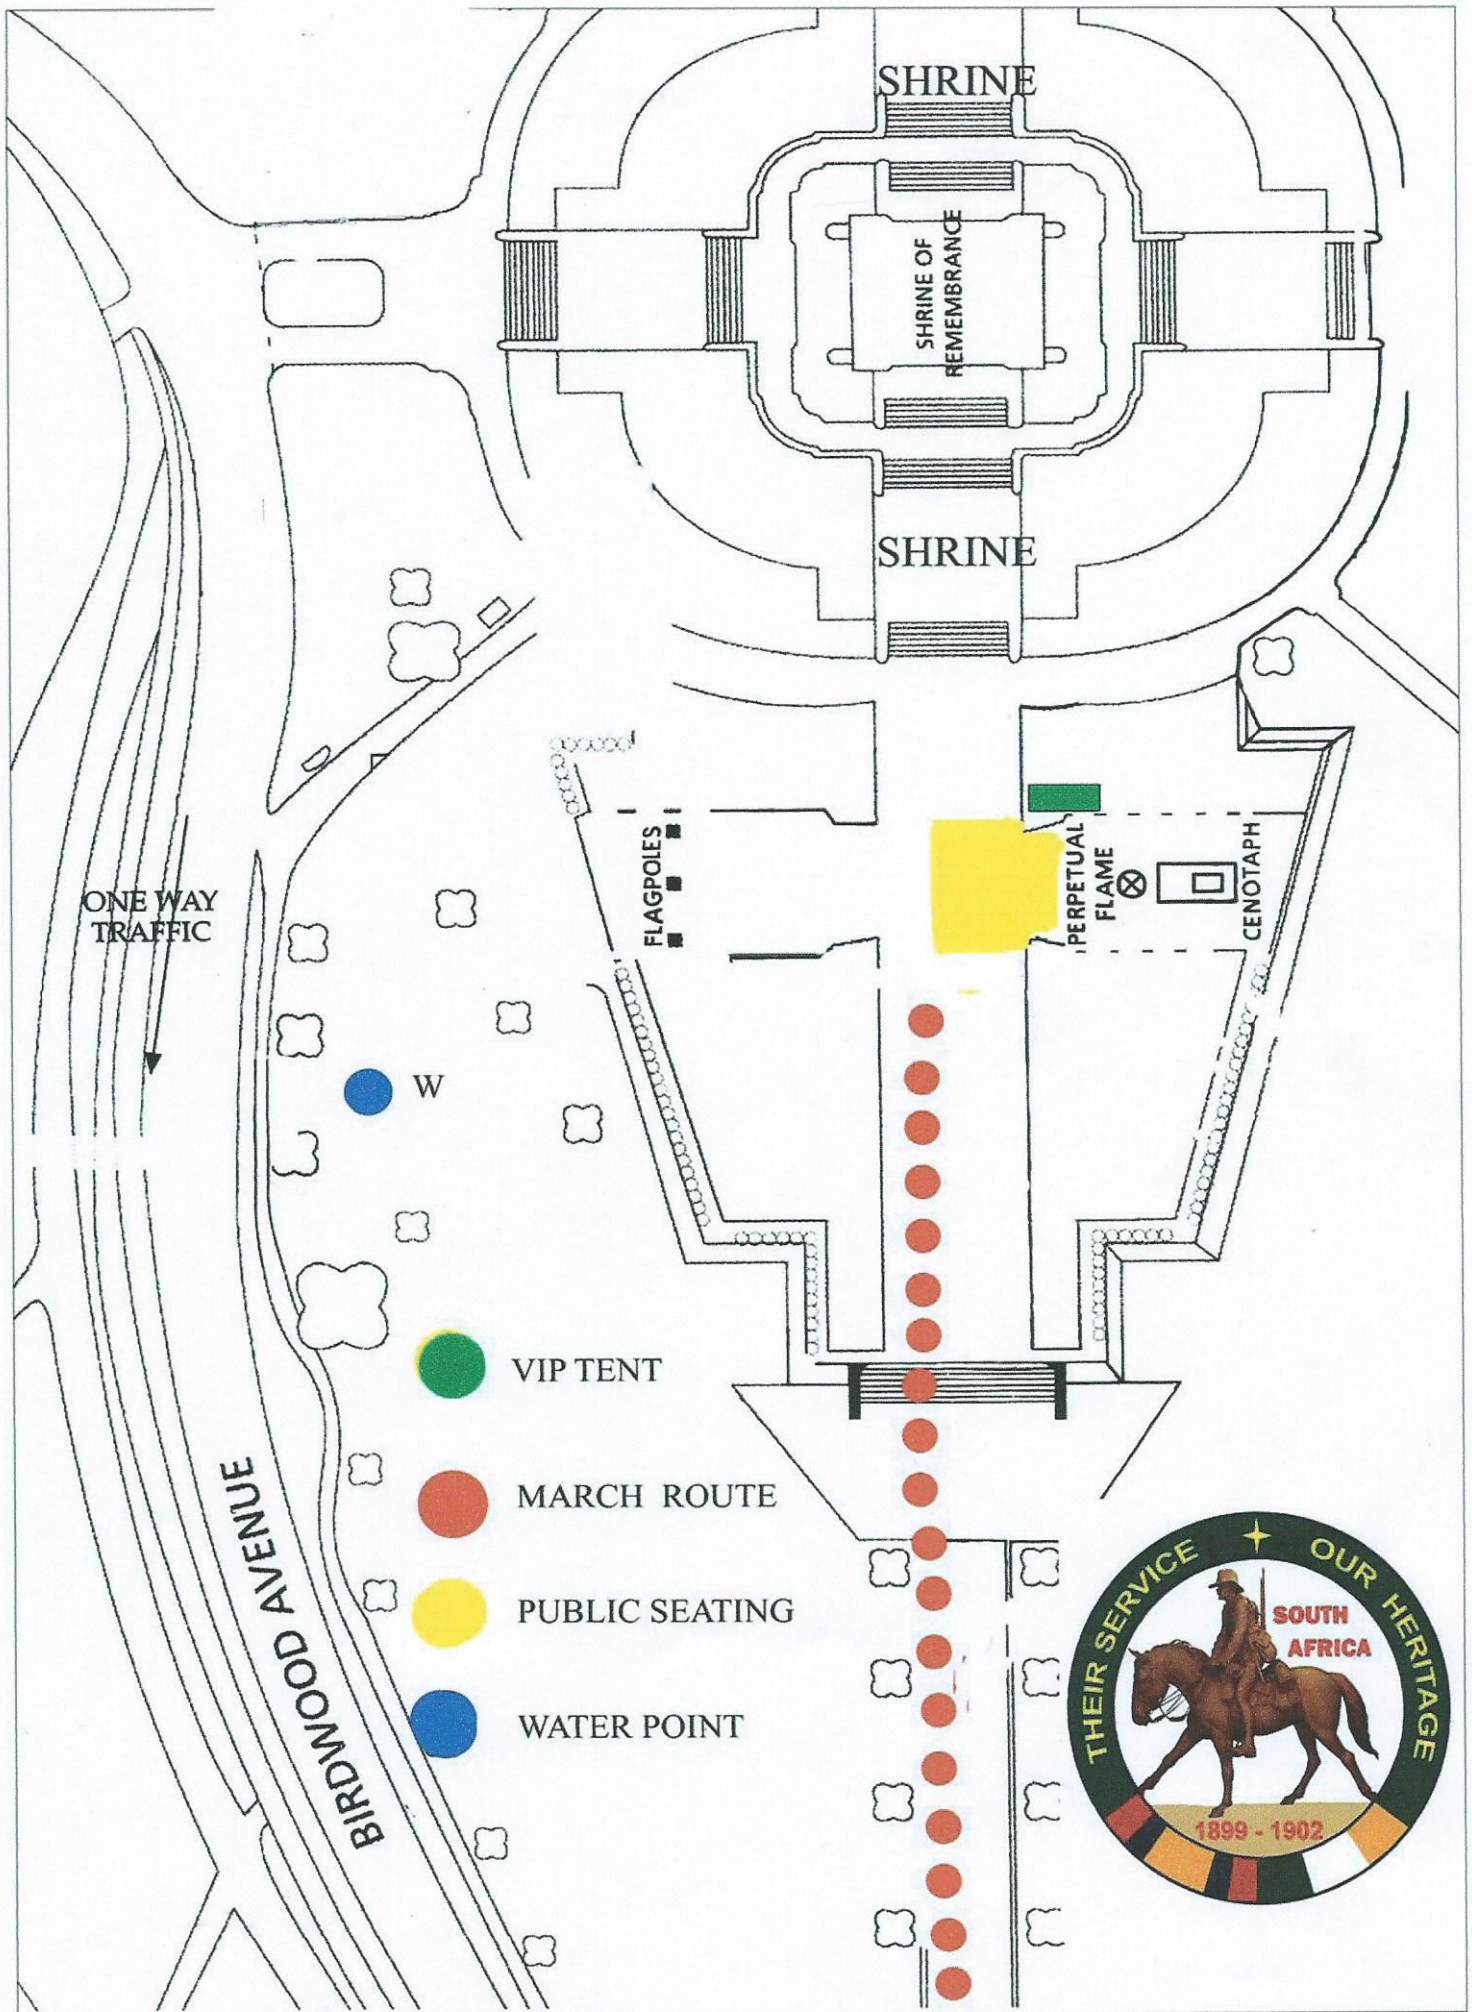 SHRINE
SHRINE OF
REMEMBRANCE
SHRINE
FLAGPOLES
PERPETUAL
FLAME
CENOTAPH
ONE WAY
TRAFFIC
W
VIP TENT
MARCH ROUTE
PUBLIC SEATING
WATER POINT
BIRDWOOD AVENUE
THEIR SERVICE OUR HERITAGE
SOUTH
AFRICA
1899 - 1902